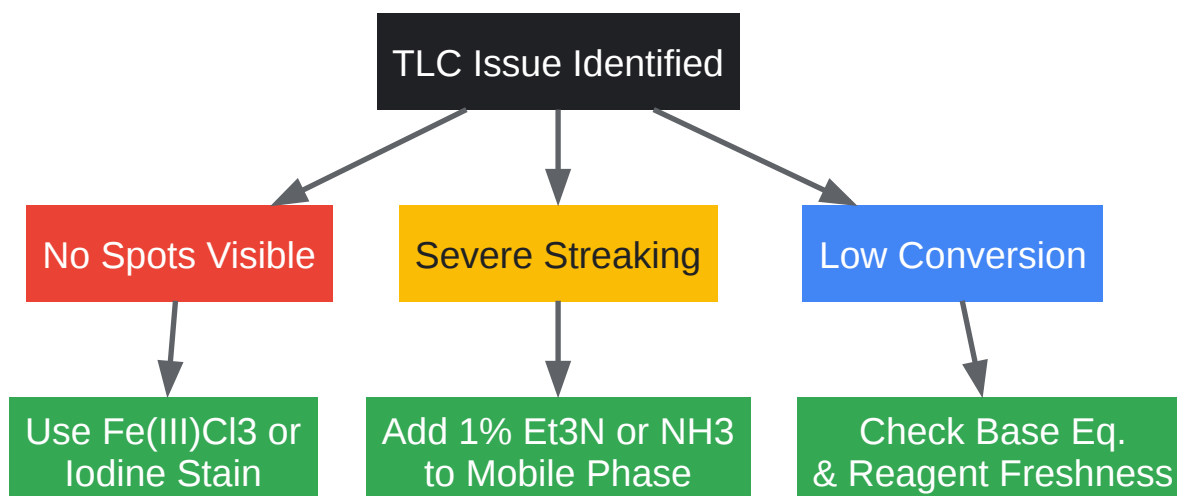 TLC Issue Identified
No Spots Visible
Severe Streaking
Low Conversion
Use Fe(III)Cl3 or
Iodine Stain
Add 1% Et3N or NH3
to Mobile Phase
Check Base Eq.
& Reagent Freshness